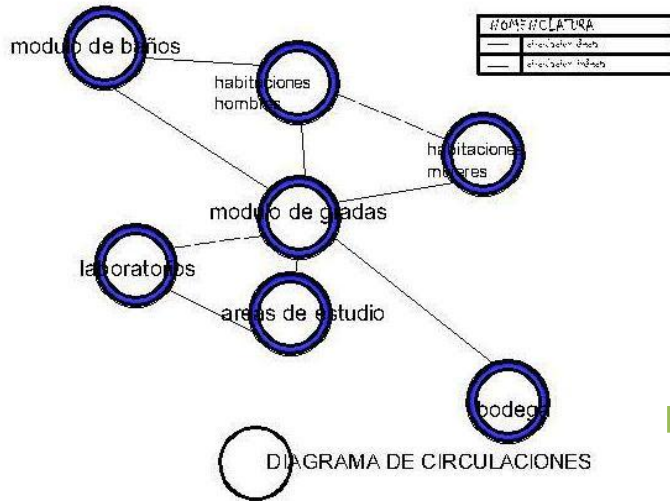 NOMENCLATURA
modulo de baños
habitaciones
hombres
habitaciones
mujeres
modulo de gradas
laboratorios
areas de estudio
bodega
DIAGRAMA DE CIRCULACIONES